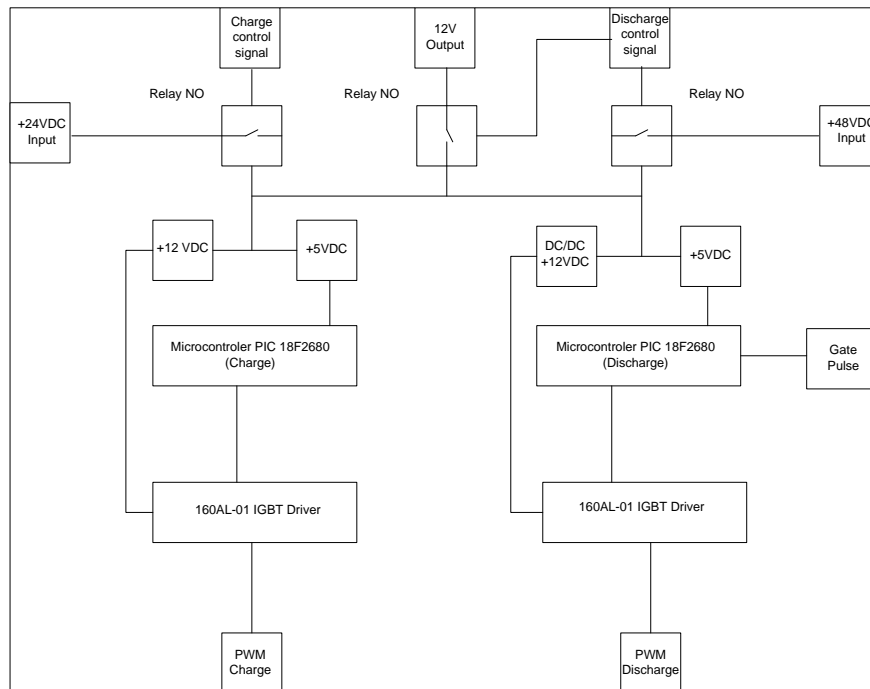 Charge
control
signal
12V
Output
Discharge
control
signal
Relay NO
Relay NO
Relay NO
+24VDC
Input
+48VDC
Input
+12 VDC
+5VDC
DC/DC
+12VDC
+5VDC
Microcontroler PIC 18F2680
(Charge)
Microcontroler PIC 18F2680
(Discharge)
Gate
Pulse
160AL-01 IGBT Driver
160AL-01 IGBT Driver
PWM
Charge
PWM
Discharge